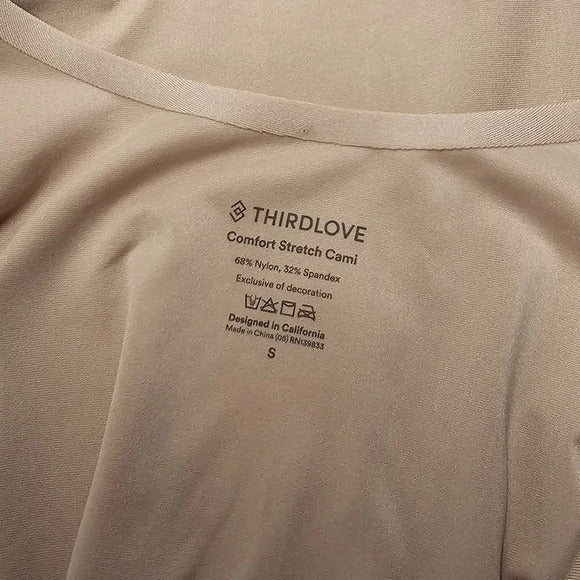 THIRDLOVE
Comfort Stretch Cami
68% Nylon, 32% Spandex
Exclusive of decoration
Designed in California
Made in China (05) RN139833
S